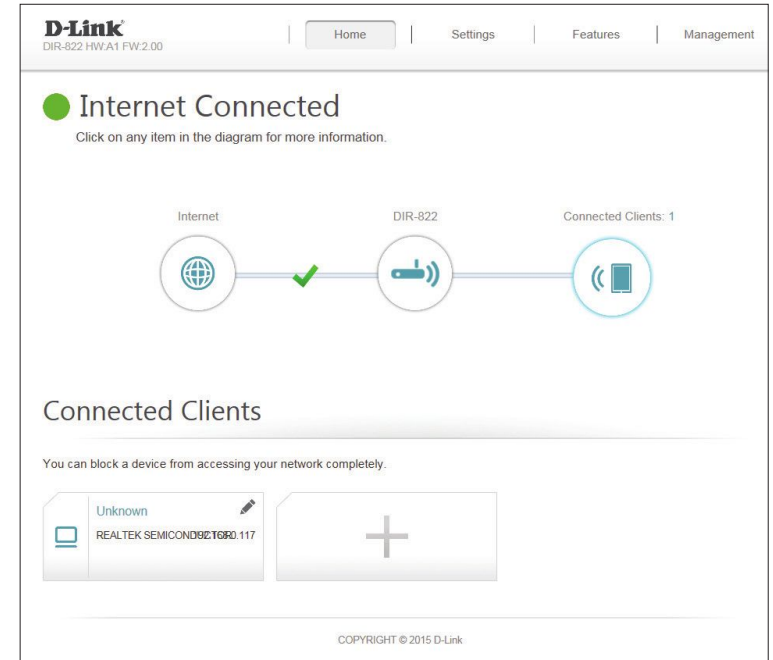 D-Link
DIR-822 HW:A1 FW:2.00
Home
Settings
Features
Management
Internet Connected
Click on any item in the diagram for more information.
Internet
DIR-822
Connected Clients: 1
Connected Clients
You can block a device from accessing your network completely.
Unknown
REALTEK SEMICONDUCTOR
COPYRIGHT © 2015 D-Link